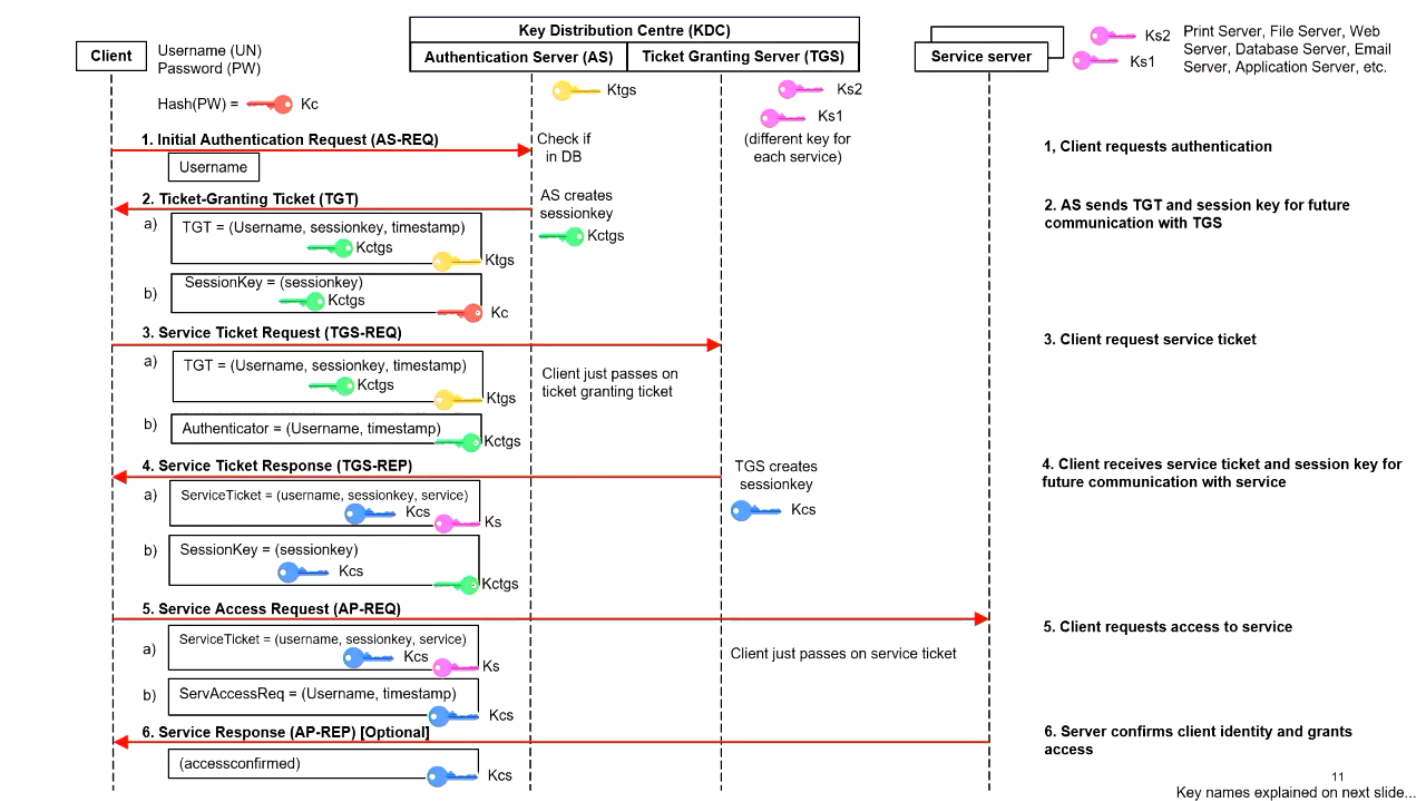 Key Distribution Centre (KDC)
Client
Username (UN)
Password (PW)
Authentication Server (AS)
Ticket Granting Server (TGS)
Service server
Ks2
Ks1
Print Server, File Server, Web
Server, Database Server, Email
Server, Application Server, etc.
Hash(PW) =
Kc
Ktgs
Ks2
Ks1
(different key for
each service)
1. Initial Authentication Request (AS-REQ)
Username
Check if
in DB
1, Client requests authentication
2. Ticket-Granting Ticket (TGT)
AS creates
sessionkey
Kctgs
a)
TGT = (Username, sessionkey, timestamp)
Kctgs
Ktgs
b)
SessionKey = (sessionkey)
Kctgs
Kc
2. AS sends TGT and session key for future
communication with TGS
3. Service Ticket Request (TGS-REQ)
a)
TGT = (Username, sessionkey, timestamp)
Kctgs
Ktgs
Client just passes on
ticket granting ticket
b)
Authenticator = (Username, timestamp)
Kctgs
3. Client request service ticket
4. Service Ticket Response (TGS-REP)
TGS creates
sessionkey
Kcs
a)
ServiceTicket = (username, sessionkey, service)
Kcs
Ks
b)
SessionKey = (sessionkey)
Kcs
Kctgs
4. Client receives service ticket and session key for
future communication with service
5. Service Access Request (AP-REQ)
a)
ServiceTicket = (username, sessionkey, service)
Kcs
Ks
Client just passes on service ticket
b)
ServAccessReq = (Username, timestamp)
Kcs
5. Client requests access to service
6. Service Response (AP-REP) [Optional]
(accessconfirmed)
Kcs
6. Server confirms client identity and grants
access
11
Key names explained on next slide...